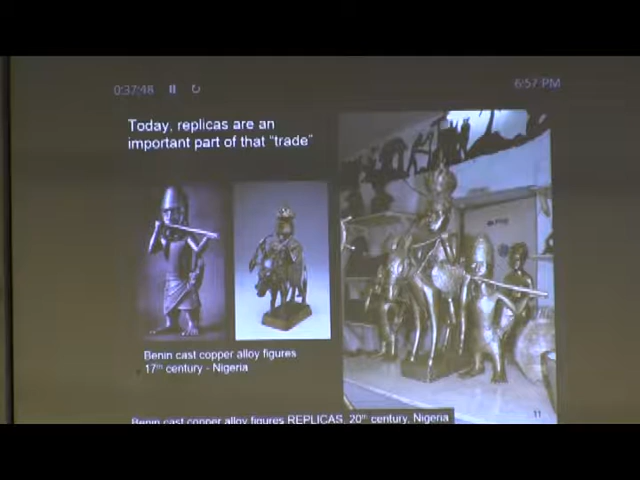 0:37:48
6:57 PM
Today, replicas are an
important part of that “trade”
Benin cast copper alloy figures
17th century - Nigeria
Benin cast copper alloy figures REPLICAS, 20th century, Nigeria
11